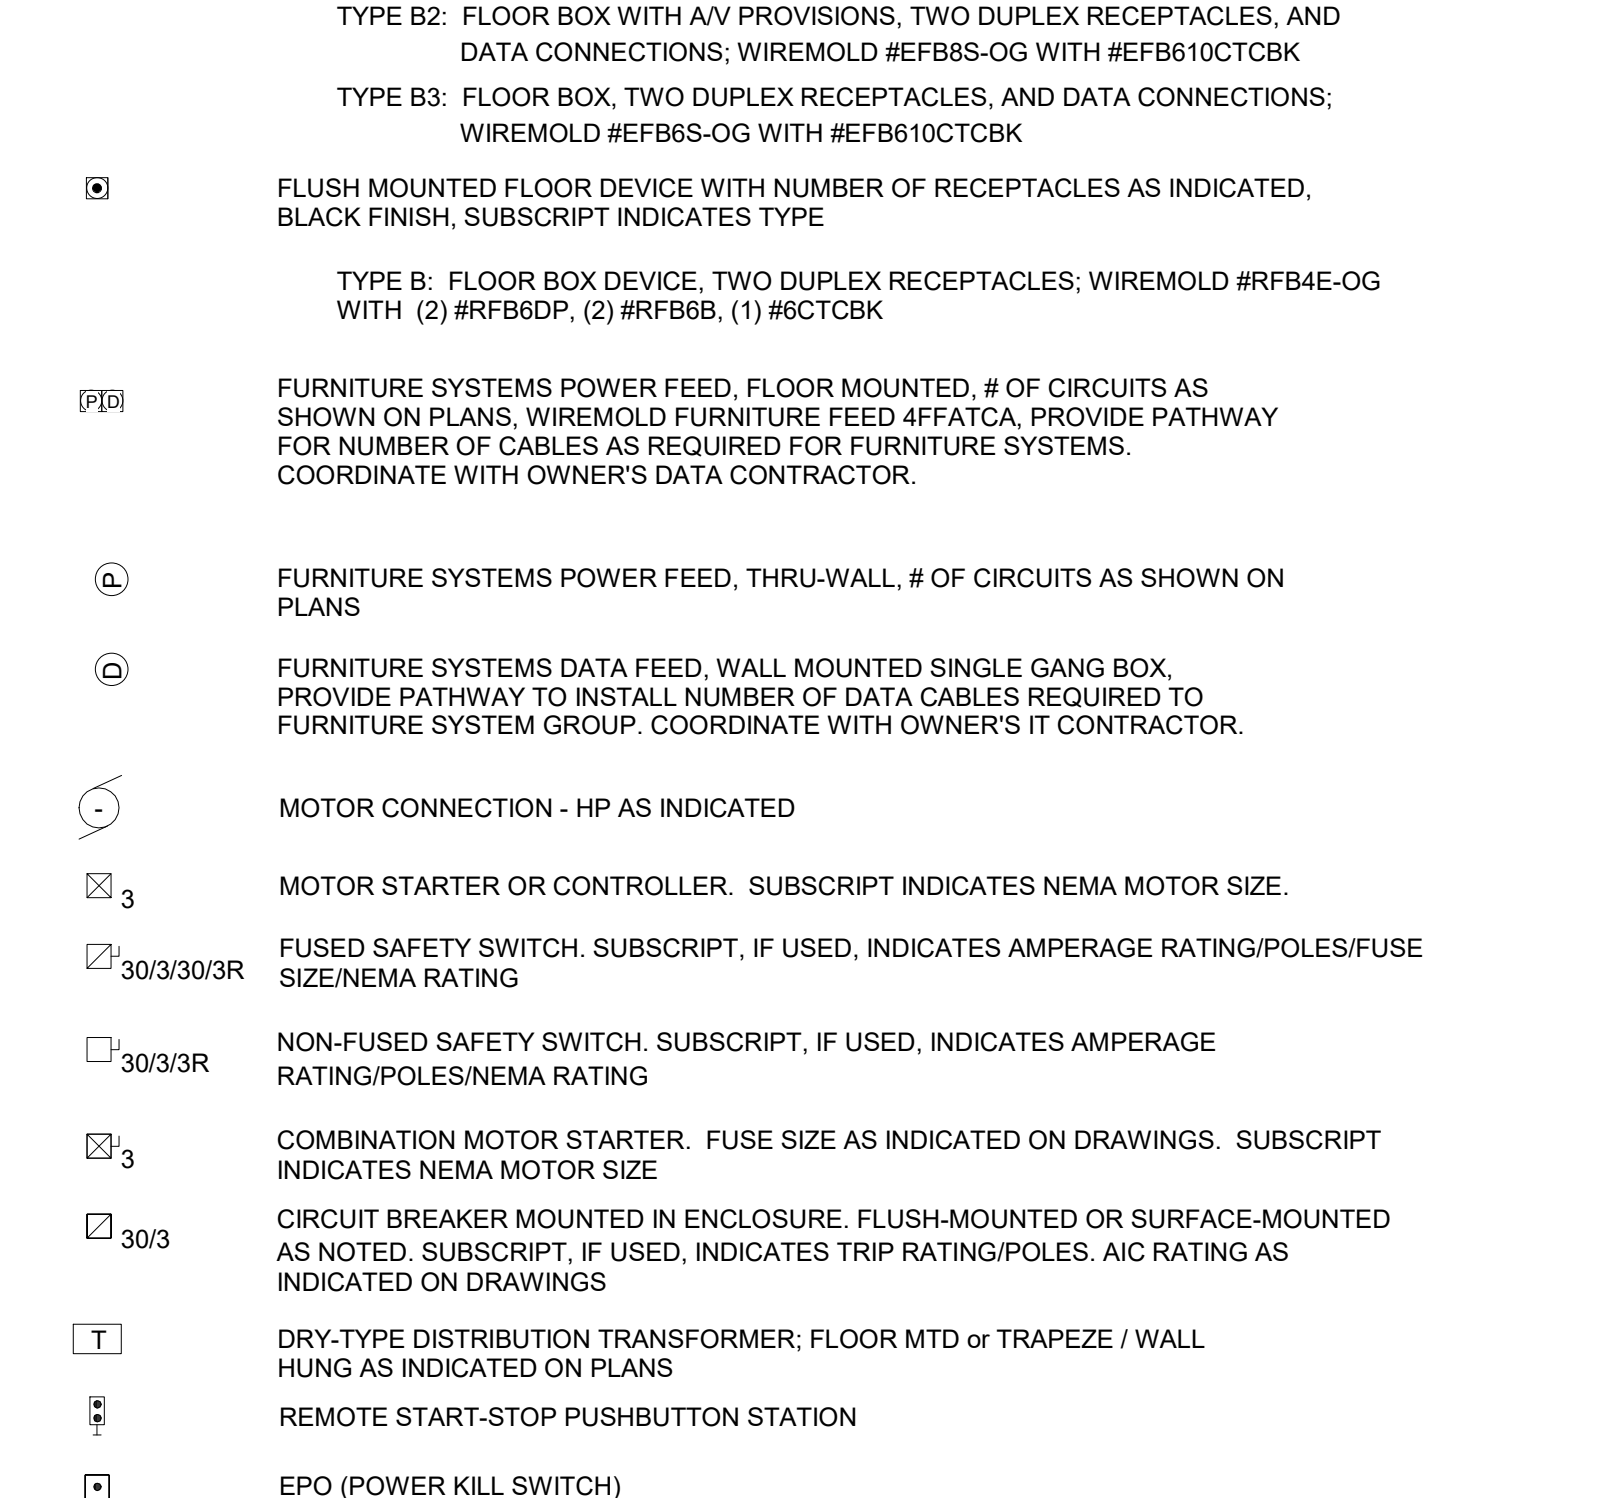 TYPE B2: FLOOR BOX WITH A/V PROVISIONS, TWO DUPLEX RECEPTACLES, AND
DATA CONNECTIONS; WIREMOLD #EFB8S-OG WITH #EFB610CTCBK
TYPE B3: FLOOR BOX, TWO DUPLEX RECEPTACLES, AND DATA CONNECTIONS;
WIREMOLD #EFB6S-OG WITH #EFB610CTCBK
FLUSH MOUNTED FLOOR DEVICE WITH NUMBER OF RECEPTACLES AS INDICATED,
BLACK FINISH, SUBSCRIPT INDICATES TYPE
TYPE B: FLOOR BOX DEVICE, TWO DUPLEX RECEPTACLES; WIREMOLD #RFB4E-OG
WITH (2) #RFB6DP, (2) #RFB6B, (1) #6CTCBK
P D
FURNITURE SYSTEMS POWER FEED, FLOOR MOUNTED, # OF CIRCUITS AS
SHOWN ON PLANS, WIREMOLD FURNITURE FEED 4FFATCA, PROVIDE PATHWAY
FOR NUMBER OF CABLES AS REQUIRED FOR FURNITURE SYSTEMS.
COORDINATE WITH OWNER'S DATA CONTRACTOR.
P
FURNITURE SYSTEMS POWER FEED, THRU-WALL, # OF CIRCUITS AS SHOWN ON
PLANS
D
FURNITURE SYSTEMS DATA FEED, WALL MOUNTED SINGLE GANG BOX,
PROVIDE PATHWAY TO INSTALL NUMBER OF DATA CABLES REQUIRED TO
FURNITURE SYSTEM GROUP. COORDINATE WITH OWNER'S IT CONTRACTOR.
-
MOTOR CONNECTION - HP AS INDICATED
3
MOTOR STARTER OR CONTROLLER. SUBSCRIPT INDICATES NEMA MOTOR SIZE.
30/3/30/3R
FUSED SAFETY SWITCH. SUBSCRIPT, IF USED, INDICATES AMPERAGE RATING/POLES/FUSE
SIZE/NEMA RATING
30/3/3R
NON-FUSED SAFETY SWITCH. SUBSCRIPT, IF USED, INDICATES AMPERAGE
RATING/POLES/NEMA RATING
3
COMBINATION MOTOR STARTER. FUSE SIZE AS INDICATED ON DRAWINGS. SUBSCRIPT
INDICATES NEMA MOTOR SIZE
30/3
CIRCUIT BREAKER MOUNTED IN ENCLOSURE. FLUSH-MOUNTED OR SURFACE-MOUNTED
AS NOTED. SUBSCRIPT, IF USED, INDICATES TRIP RATING/POLES. AIC RATING AS
INDICATED ON DRAWINGS
T
DRY-TYPE DISTRIBUTION TRANSFORMER; FLOOR MTD or TRAPEZE / WALL
HUNG AS INDICATED ON PLANS
REMOTE START-STOP PUSHBUTTON STATION
EPO (POWER KILL SWITCH)